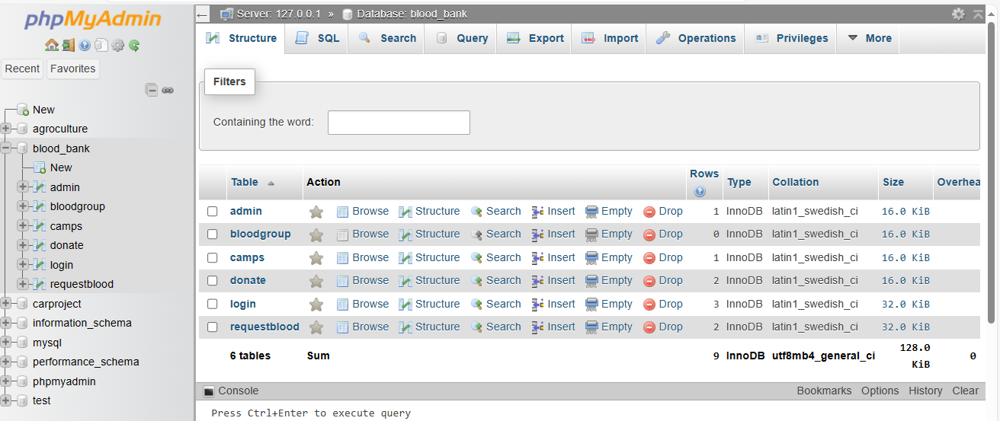 phpMyAdmin
Recent Favorites
New
agroculture
blood_bank
New
admin
bloodgroup
camps
donate
login
requestblood
carproject
information_schema
mysql
performance_schema
phpmyadmin
test
Server: 127.0.0.1 » Database: blood_bank
Structure SQL Search Query Export Import Operations Privileges More
Filters
Containing the word:
Table Action Rows Type Collation Size Overhea
admin Browse Structure Search Insert Empty Drop 1 InnoDB latin1_swedish_ci 16.0 KiB
bloodgroup Browse Structure Search Insert Empty Drop 0 InnoDB latin1_swedish_ci 16.0 KiB
camps Browse Structure Search Insert Empty Drop 1 InnoDB latin1_swedish_ci 16.0 KiB
donate Browse Structure Search Insert Empty Drop 2 InnoDB latin1_swedish_ci 16.0 KiB
login Browse Structure Search Insert Empty Drop 3 InnoDB latin1_swedish_ci 32.0 KiB
requestblood Browse Structure Search Insert Empty Drop 2 InnoDB latin1_swedish_ci 32.0 KiB
6 tables Sum 9 InnoDB utf8mb4_general_ci 128.0 KiB 0
Console Bookmarks Options History Clear
Press Ctrl+Enter to execute query